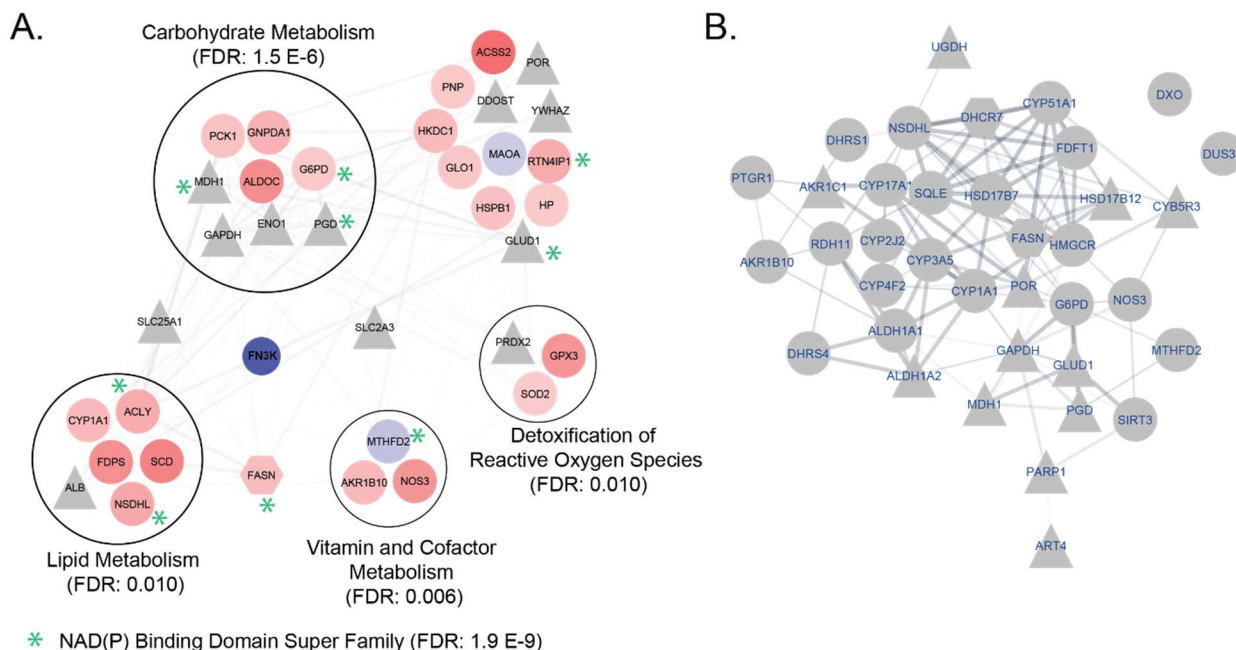 A.
Carbohydrate Metabolism
(FDR: 1.5 E-6)
PCK1
GNPDA1
MDH1
*
ALDOC
G6PD
*
GAPDH
ENO1
PGD
*
ACSS2
POR
PNP
DDOST
YWHAZ
HKDC1
MAOA
GLO1
RTN4IP1
*
HSPB1
HP
GLUD1
*
SLC25A1
FN3K
SLC2A3
PRDX2
GPX3
SOD2
Detoxification of
Reactive Oxygen Species
(FDR: 0.010)
*
CYP1A1
ACLY
FDPS
SCD
ALB
NSDHL
*
Lipid Metabolism
(FDR: 0.010)
FASN
*
MTHFD2
*
AKR1B10
NOS3
Vitamin and Cofactor
Metabolism
(FDR: 0.006)
* NAD(P) Binding Domain Super Family (FDR: 1.9 E-9)
B.
UGDH
DXO
CYP51A1
NSDHL
DHCR7
DHRS1
FDFT1
DUS3
PTGR1
AKR1C1
CYP17A1
SQLE
HSD17B7
HSD17B12
CYB5R3
RDH11
CYP2J2
FASN
HMGCR
AKR1B10
CYP3A5
CYP4F2
CYP1A1
POR
G6PD
NOS3
ALDH1A1
DHRS4
GAPDH
MTHFD2
ALDH1A2
GLUD1
MDH1
PGD
SIRT3
PARP1
ART4